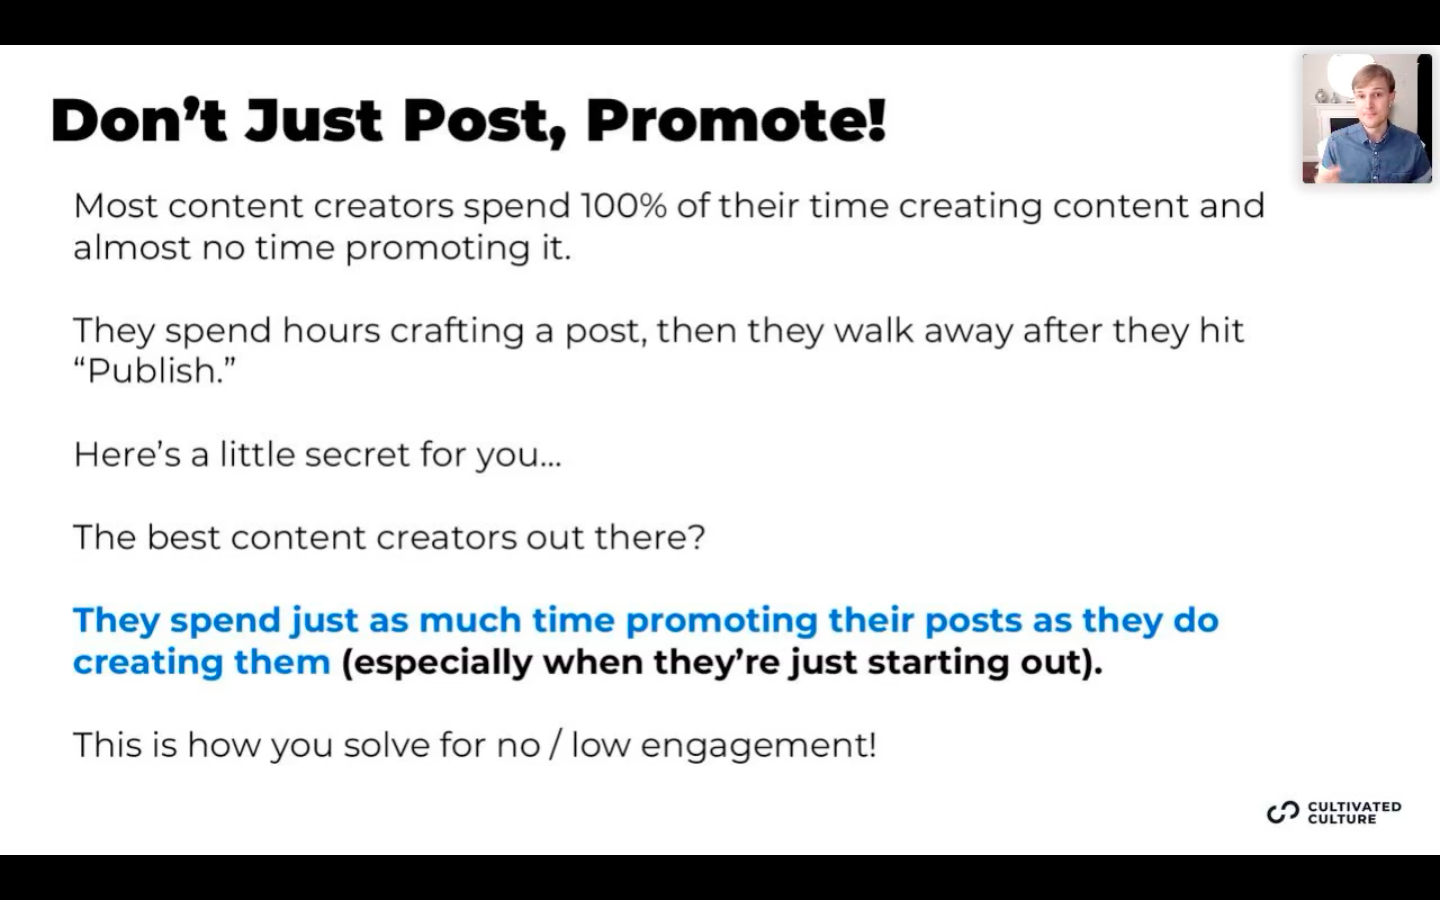 Don’t Just Post, Promote!
Most content creators spend 100% of their time creating content and
almost no time promoting it.
They spend hours crafting a post, then they walk away after they hit
“Publish.”
Here’s a little secret for you...
The best content creators out there?
They spend just as much time promoting their posts as they do
creating them (especially when they’re just starting out).
This is how you solve for no / low engagement!
CULTIVATED
CULTURE